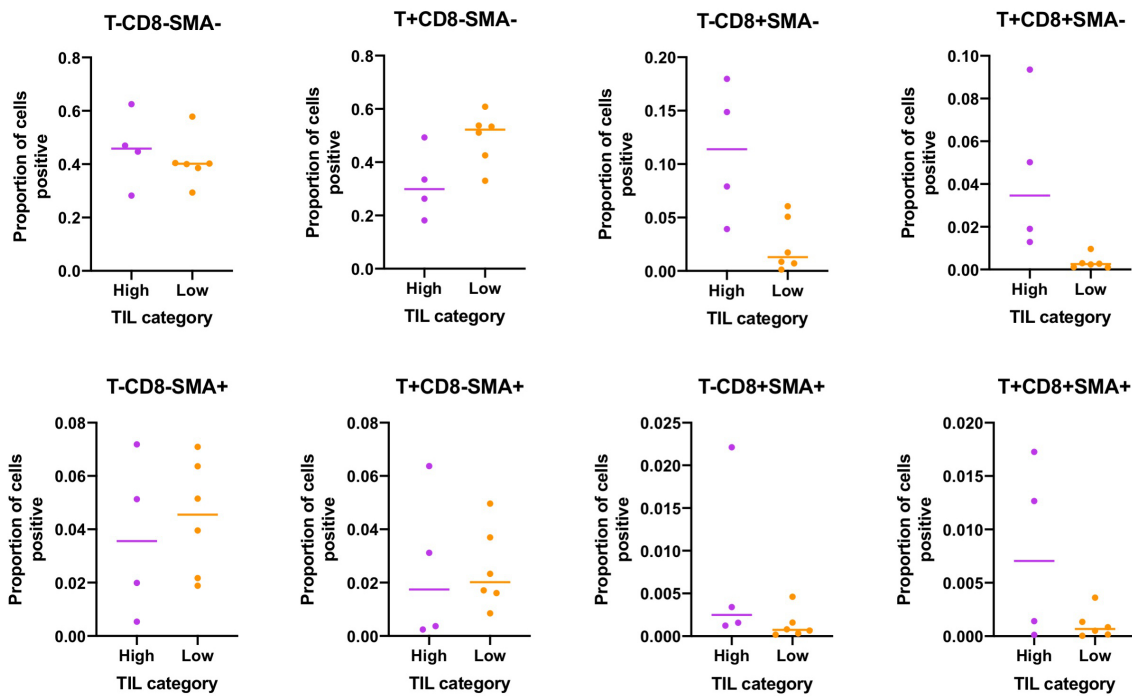 T-CD8-SMA-
Proportion of cells
positive
0.8
0.6
0.4
0.2
0.0
High Low
TIL category
T+CD8-SMA-
Proportion of cells
positive
0.8
0.6
0.4
0.2
0.0
High Low
TIL category
T-CD8+SMA-
Proportion of cells
positive
0.20
0.15
0.10
0.05
0.00
High Low
TIL category
T+CD8+SMA-
Proportion of cells
positive
0.10
0.08
0.06
0.04
0.02
0.00
High Low
TIL category
T-CD8-SMA+
Proportion of cells
positive
0.08
0.06
0.04
0.02
0.00
High Low
TIL category
T+CD8-SMA+
Proportion of cells
positive
0.08
0.06
0.04
0.02
0.00
High Low
TIL category
T-CD8+SMA+
Proportion of cells
positive
0.025
0.020
0.015
0.010
0.005
0.000
High Low
TIL category
T+CD8+SMA+
Proportion of cells
positive
0.020
0.015
0.010
0.005
0.000
High Low
TIL category